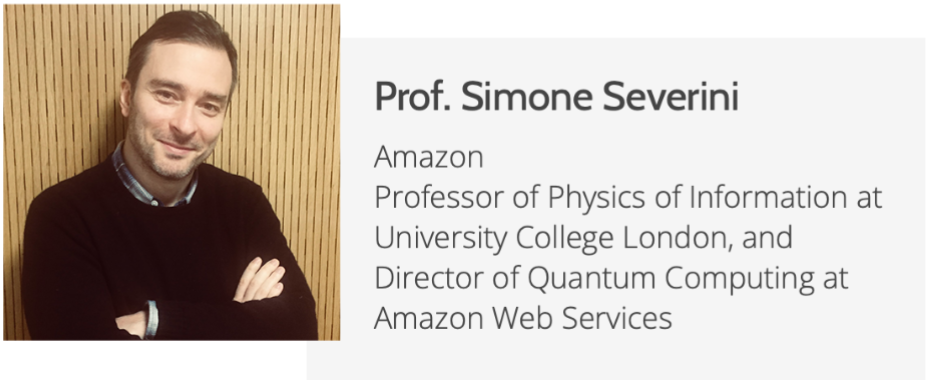 Prof. Simone Severini
Amazon
Professor of Physics of Information at
University College London, and
Director of Quantum Computing at
Amazon Web Services